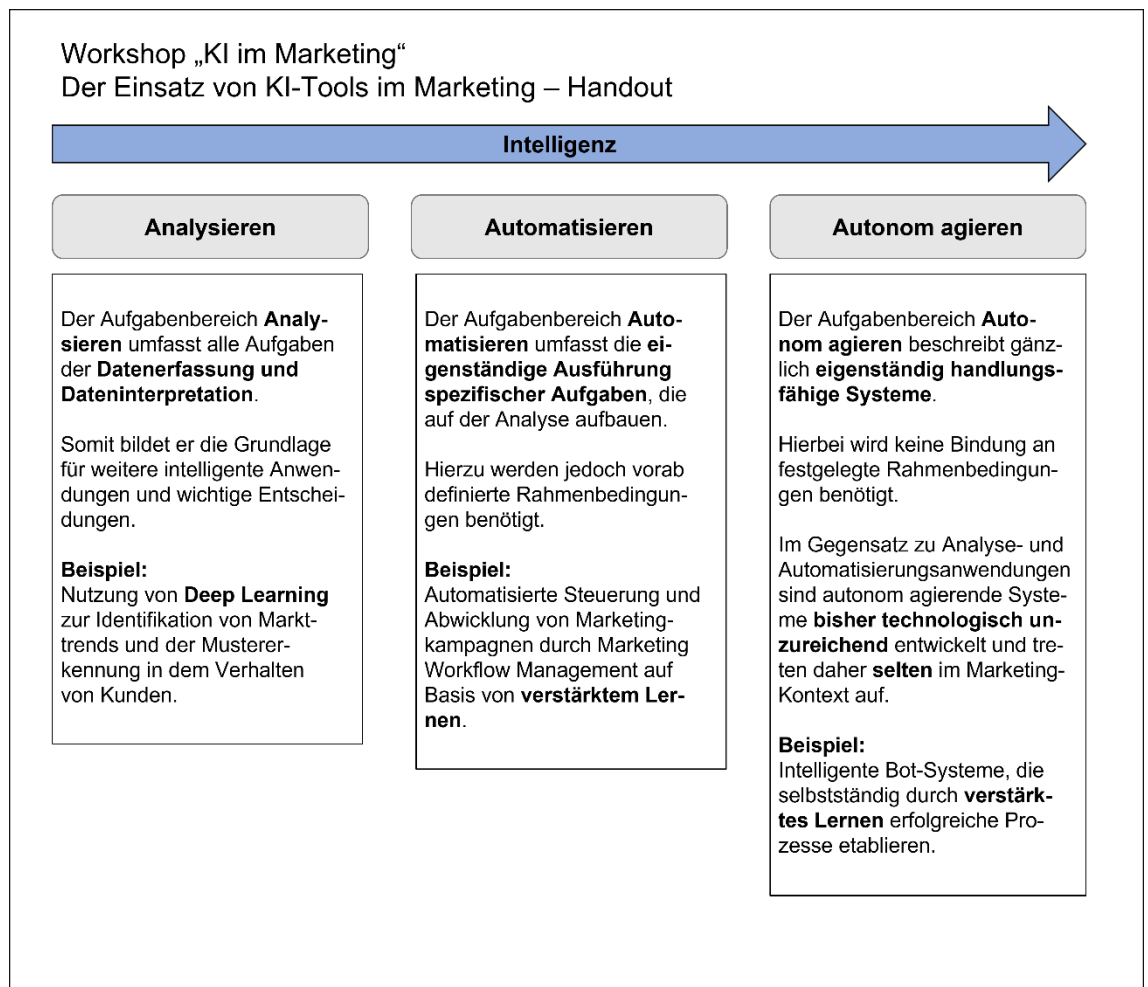 Workshop „KI im Marketing“
Der Einsatz von KI-Tools im Marketing – Handout
Intelligenz
Analysieren
Der Aufgabenbereich Analy-
sieren umfasst alle Aufgaben
der Datenerfassung und
Dateninterpretation.
Somit bildet er die Grundlage
für weitere intelligente Anwen-
dungen und wichtige Entschei-
dungen.
Beispiel:
Nutzung von Deep Learning
zur Identifikation von Markt-
trends und der Musterer-
kennung in dem Verhalten
von Kunden.
Automatisieren
Der Aufgabenbereich Auto-
matisieren umfasst die ei-
genständige Ausführung
spezifischer Aufgaben, die
auf der Analyse aufbauen.
Hierzu werden jedoch vorab
definierte Rahmenbedingun-
gen benötigt.
Beispiel:
Automatisierte Steuerung und
Abwicklung von Marketing-
kampagnen durch Marketing
Workflow Management auf
Basis von verstärktem Ler-
nen.
Autonom agieren
Der Aufgabenbereich Auto-
nom agieren beschreibt gänz-
lich eigenständig handlungs-
fähige Systeme.
Hierbei wird keine Bindung an
festgelegte Rahmenbedingun-
gen benötigt.
Im Gegensatz zu Analyse- und
Automatisierungsanwendungen
sind autonom agierende Syste-
me bisher technologisch un-
zureichend entwickelt und tre-
ten daher selten im Marketing-
Kontext auf.
Beispiel:
Intelligente Bot-Systeme, die
selbstständig durch verstärk-
tes Lernen erfolgreiche Pro-
zesse etablieren.